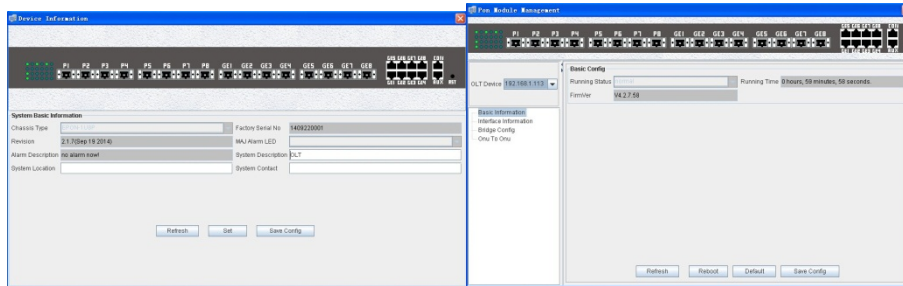 Device Information
P1 P2 P3 P4 P5 P6 P7 P8 GE1 GE2 GE3 GE4 GE5 GE6 GE7 GE8
System Basic Information
Chassis Type
Factory Serial No 1409220001
Revision 2.1.7(Sep 19 2014)
MAJ Alarm LED
Alarm Description no alarm now!
System Description OLT
System Location
System Contact
Refresh Set Save Config
Pon Module Management
P1 P2 P3 P4 P5 P6 P7 P8 GE1 GE2 GE3 GE4 GE5 GE6 GE7 GE8
OLT Device 192.168.1.113
Basic Information
Interface Information
Bridge Config
Onu To Onu
Basic Config
Running Status
Running Time 0 hours, 59 minutes, 58 seconds.
FirmVer V4.2.7.58
Refresh Reboot Default Save Config